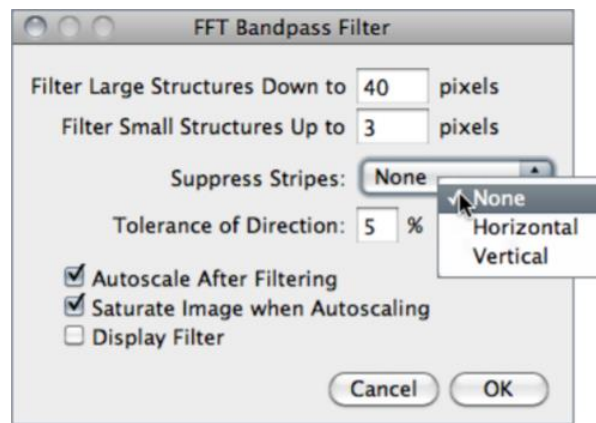 FFT Bandpass Filter
Filter Large Structures Down to 40 pixels
Filter Small Structures Up to 3 pixels
Suppress Stripes: None
None
Horizontal
Tolerance of Direction: 5 %
Vertical
Autoscale After Filtering
Saturate Image when Autoscaling
Display Filter
Cancel OK